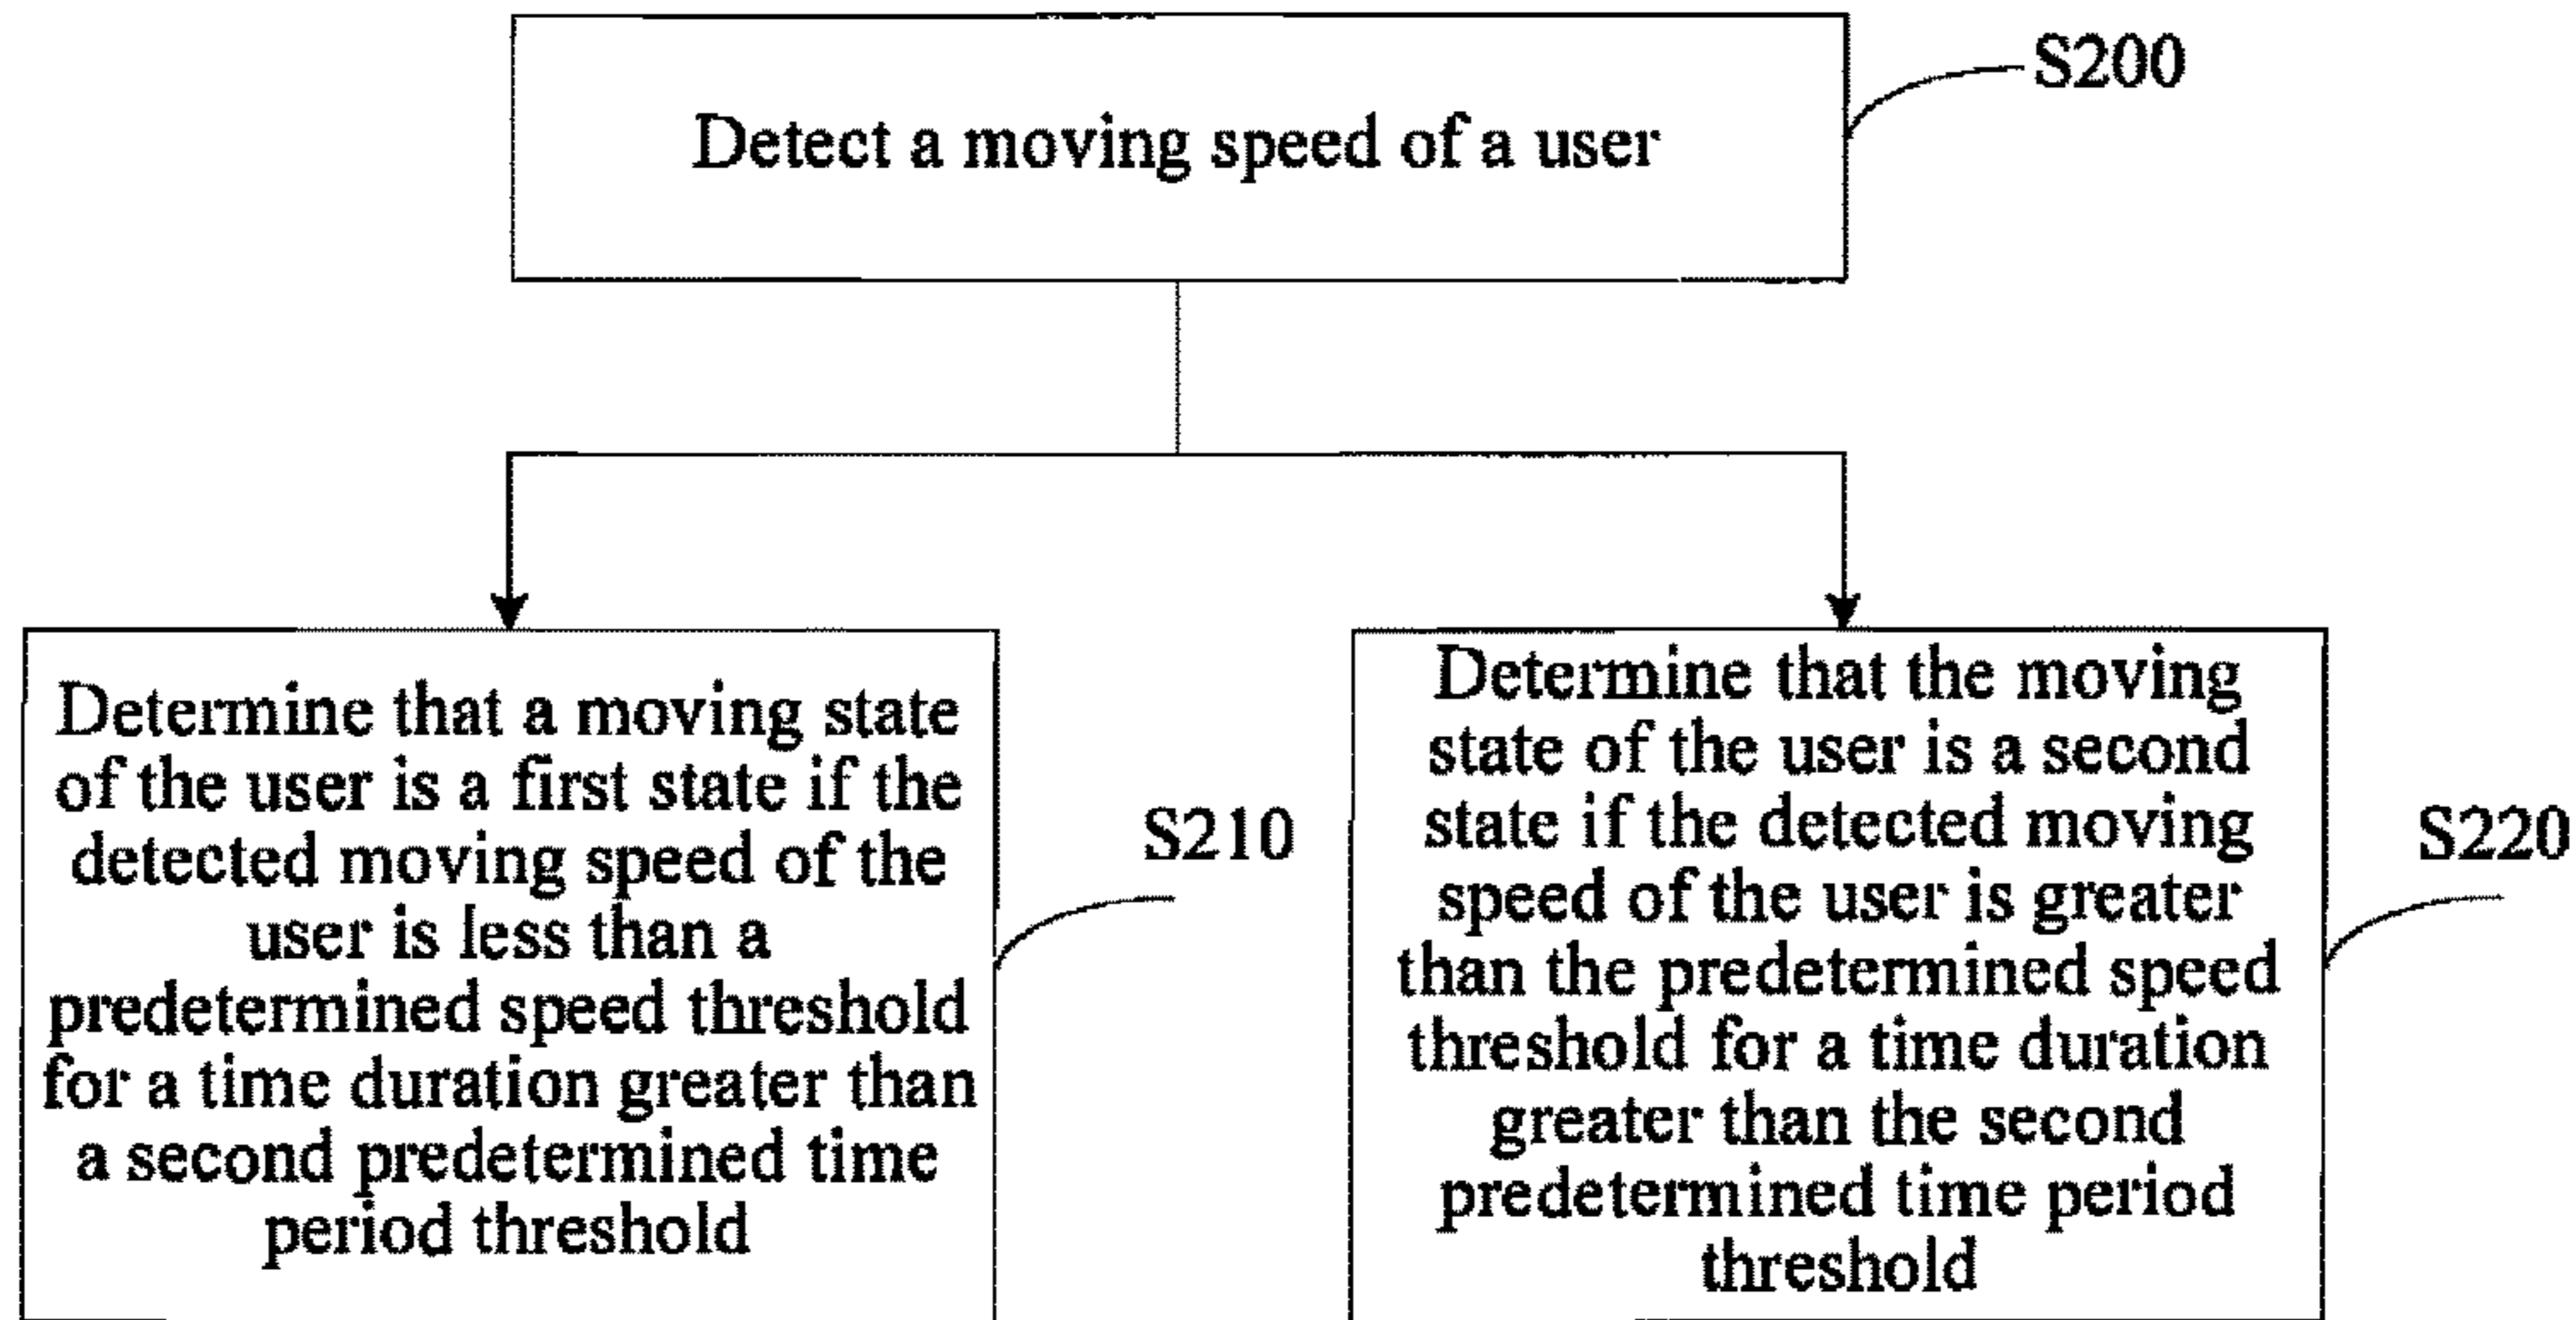 Detect a moving speed of a user
S200
Determine that a moving state
of the user is a first state if the
detected moving speed of the
user is less than a
predetermined speed threshold
for a time duration greater than
a second predetermined time
period threshold
S210
Determine that the moving
state of the user is a second
state if the detected moving
speed of the user is greater
than the predetermined speed
threshold for a time duration
greater than the second
predetermined time period
threshold
S220